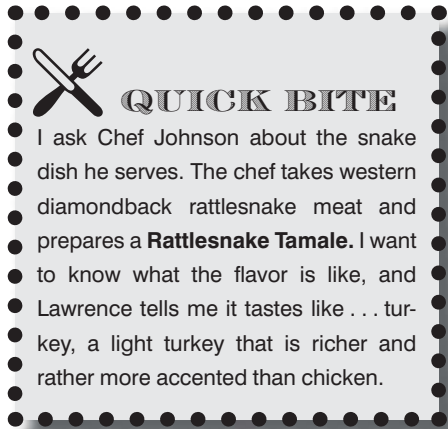 QUICK BITE
I ask Chef Johnson about the snake
dish he serves. The chef takes western
diamondback rattlesnake meat and
prepares a Rattlesnake Tamale. I want
to know what the flavor is like, and
Lawrence tells me it tastes like . . . tur-
key, a light turkey that is richer and
rather more accented than chicken.